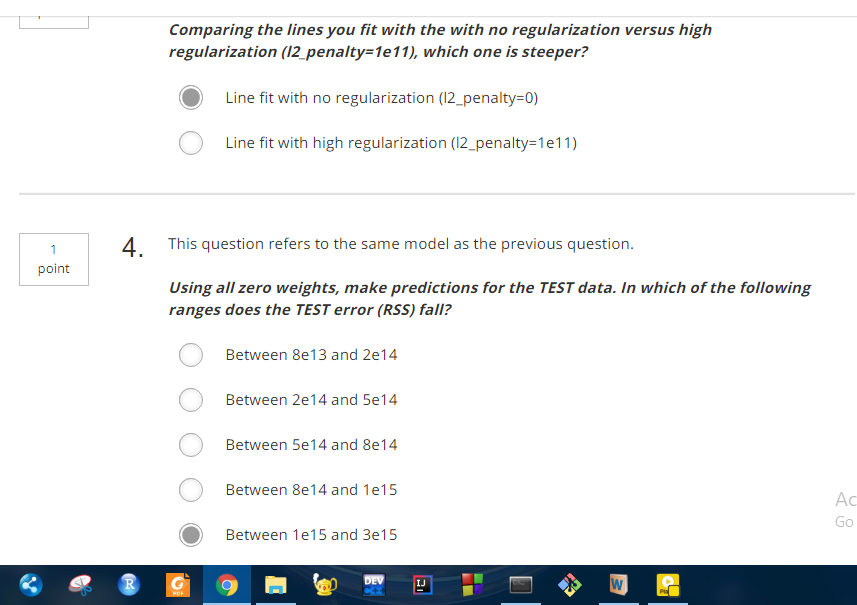 Comparing the lines you fit with the with no regularization versus high
regularization (l2_penalty=1e11), which one is steeper?
Line fit with no regularization (l2_penalty=0)
Line fit with high regularization (l2_penalty=1e11)
1
point
4.
This question refers to the same model as the previous question.
Using all zero weights, make predictions for the TEST data. In which of the following
ranges does the TEST error (RSS) fall?
Between 8e13 and 2e14
Between 2e14 and 5e14
Between 5e14 and 8e14
Between 8e14 and 1e15
Between 1e15 and 3e15
Ac
Go
R
G
PDF
DEV
IJ
W